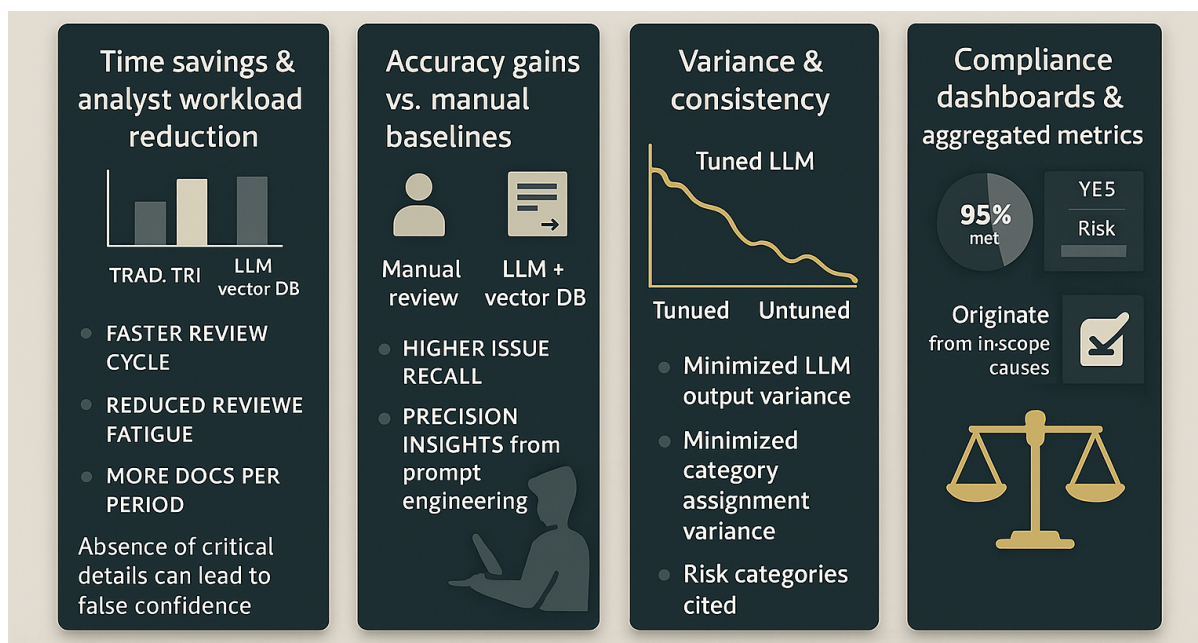 Time savings &
analyst workload
reduction
TRAD. TRI
LLM
vector DB
FASTER REVIEW
CYCLE
REDUCED REVIEWE
FATIGUE
MORE DOCS PER
PERIOD
Absence of critical
details can lead to
false confidence
Accuracy gains
vs. manual
baselines
Manual
review
LLM +
vector DB
HIGHER ISSUE
RECALL
PRECISION
INSIGHTS from
prompt
engineering
Variance &
consistency
Tuned LLM
Tunued
Untuned
Minimized LLM
output variance
Minimized
category
assignment
variance
Risk categories
cited
Compliance
dashboards &
aggregated metrics
95%
met
YE5
Risk
Originate
from in·scope
causes